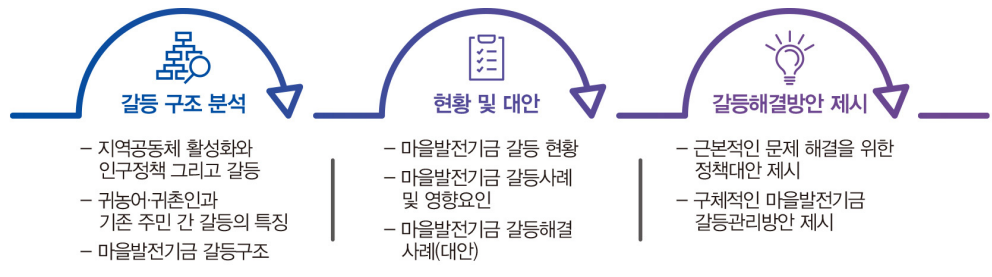 갈등 구조 분석
– 지역공동체 활성화와
인구정책 그리고 갈등
– 귀농어·귀촌인과
기존 주민 간 갈등의 특징
– 마을발전기금 갈등구조
현황 및 대안
– 마을발전기금 갈등 현황
– 마을발전기금 갈등사례
및 영향요인
– 마을발전기금 갈등해결
사례(대안)
갈등해결방안 제시
– 근본적인 문제 해결을 위한
정책대안 제시
– 구체적인 마을발전기금
갈등관리방안 제시